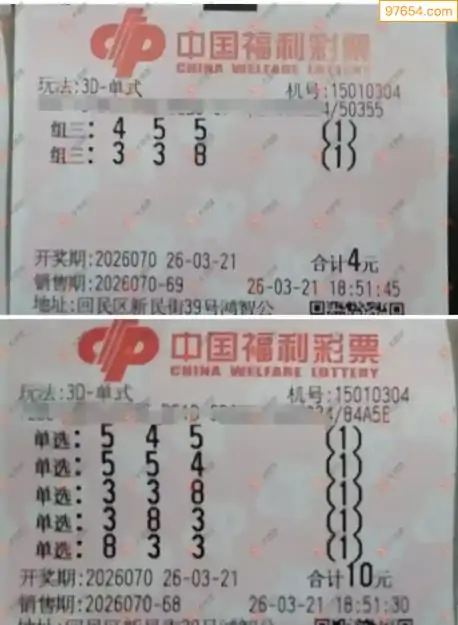 97654.com
中国福利彩票
CHINA WELFARE LOTTERY
玩法:3D-单式 机号:15010304
4/50355
组三: 4 5 5 (1)
组三: 3 3 8 (1)
开奖期:2026070 26-03-21 合计4元
销售期:2026070-69 26-03-21 18:51:45
地址:回民区新民街39号鸿智公
中国福利彩票
CHINA WELFARE LOTTERY
玩法:3D-单式 机号:15010304
/84A5E
单选: 5 4 5 (1)
单选: 5 5 4 (1)
单选: 3 3 8 (1)
单选: 3 8 3 (1)
单选: 8 3 3 (1)
开奖期:2026070 26-03-21 合计10元
销售期:2026070-68 26-03-21 18:51:30